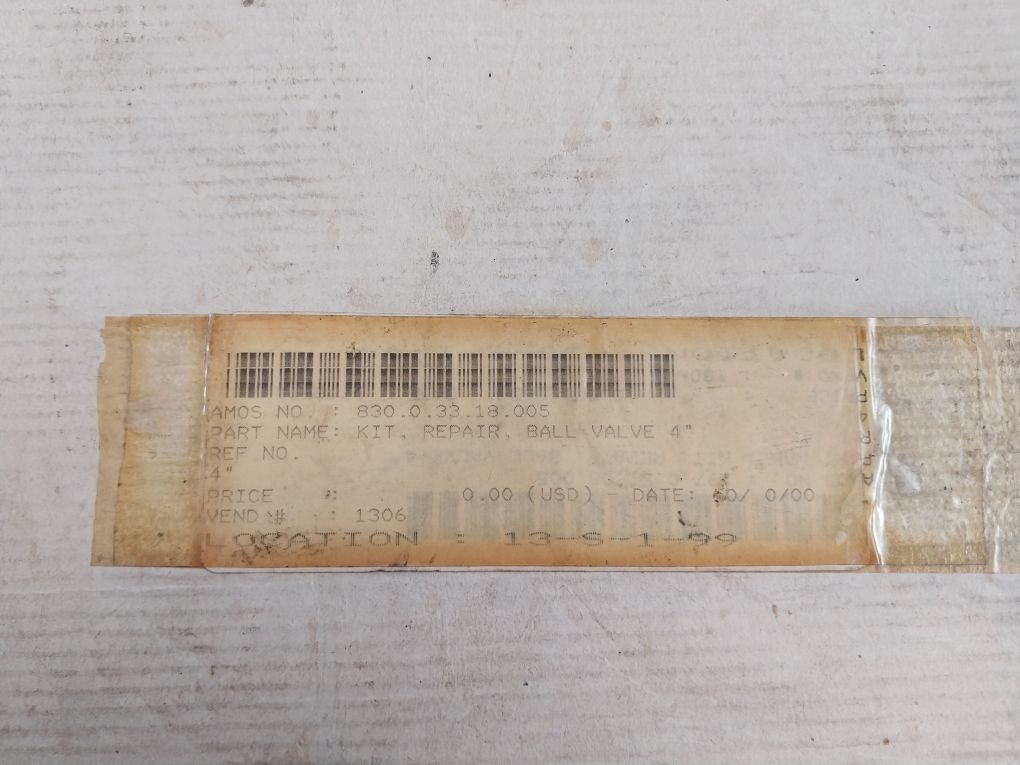 AMOS NO. : 830.0.33.18.005
PART NAME: KIT, REPAIR, BALL VALVE 4"
REF NO.
4"
PRICE : 0.00 (USD) - DATE: 0/ 0/00
VEND # : 1306
LOCATION : 13-S-1-99